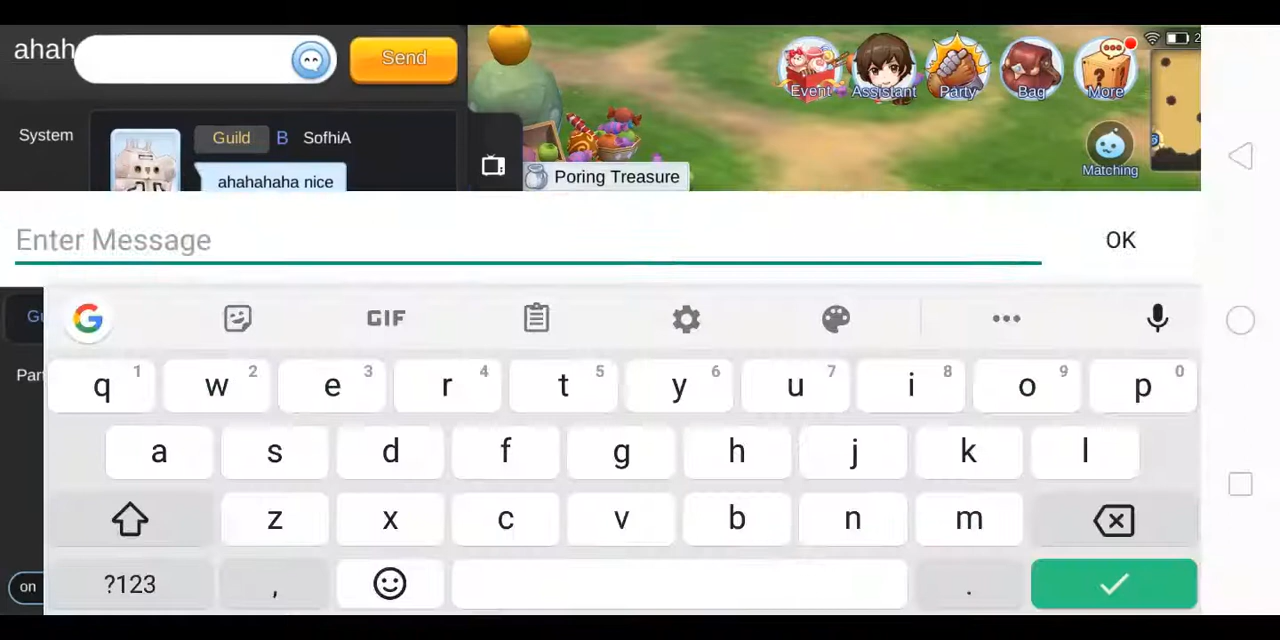 ahah
Send
Event
Assistant
Party
Bag
More
System
Guild B SofhiA
ahahahaha nice
Poring Treasure
Matching
Enter Message
OK
GIF
q 1 w 2 e 3 r 4 t 5 y 6 u 7 i 8 o 9 p 0
a s d f g h j k l
z x c v b n m
?123 , .
on